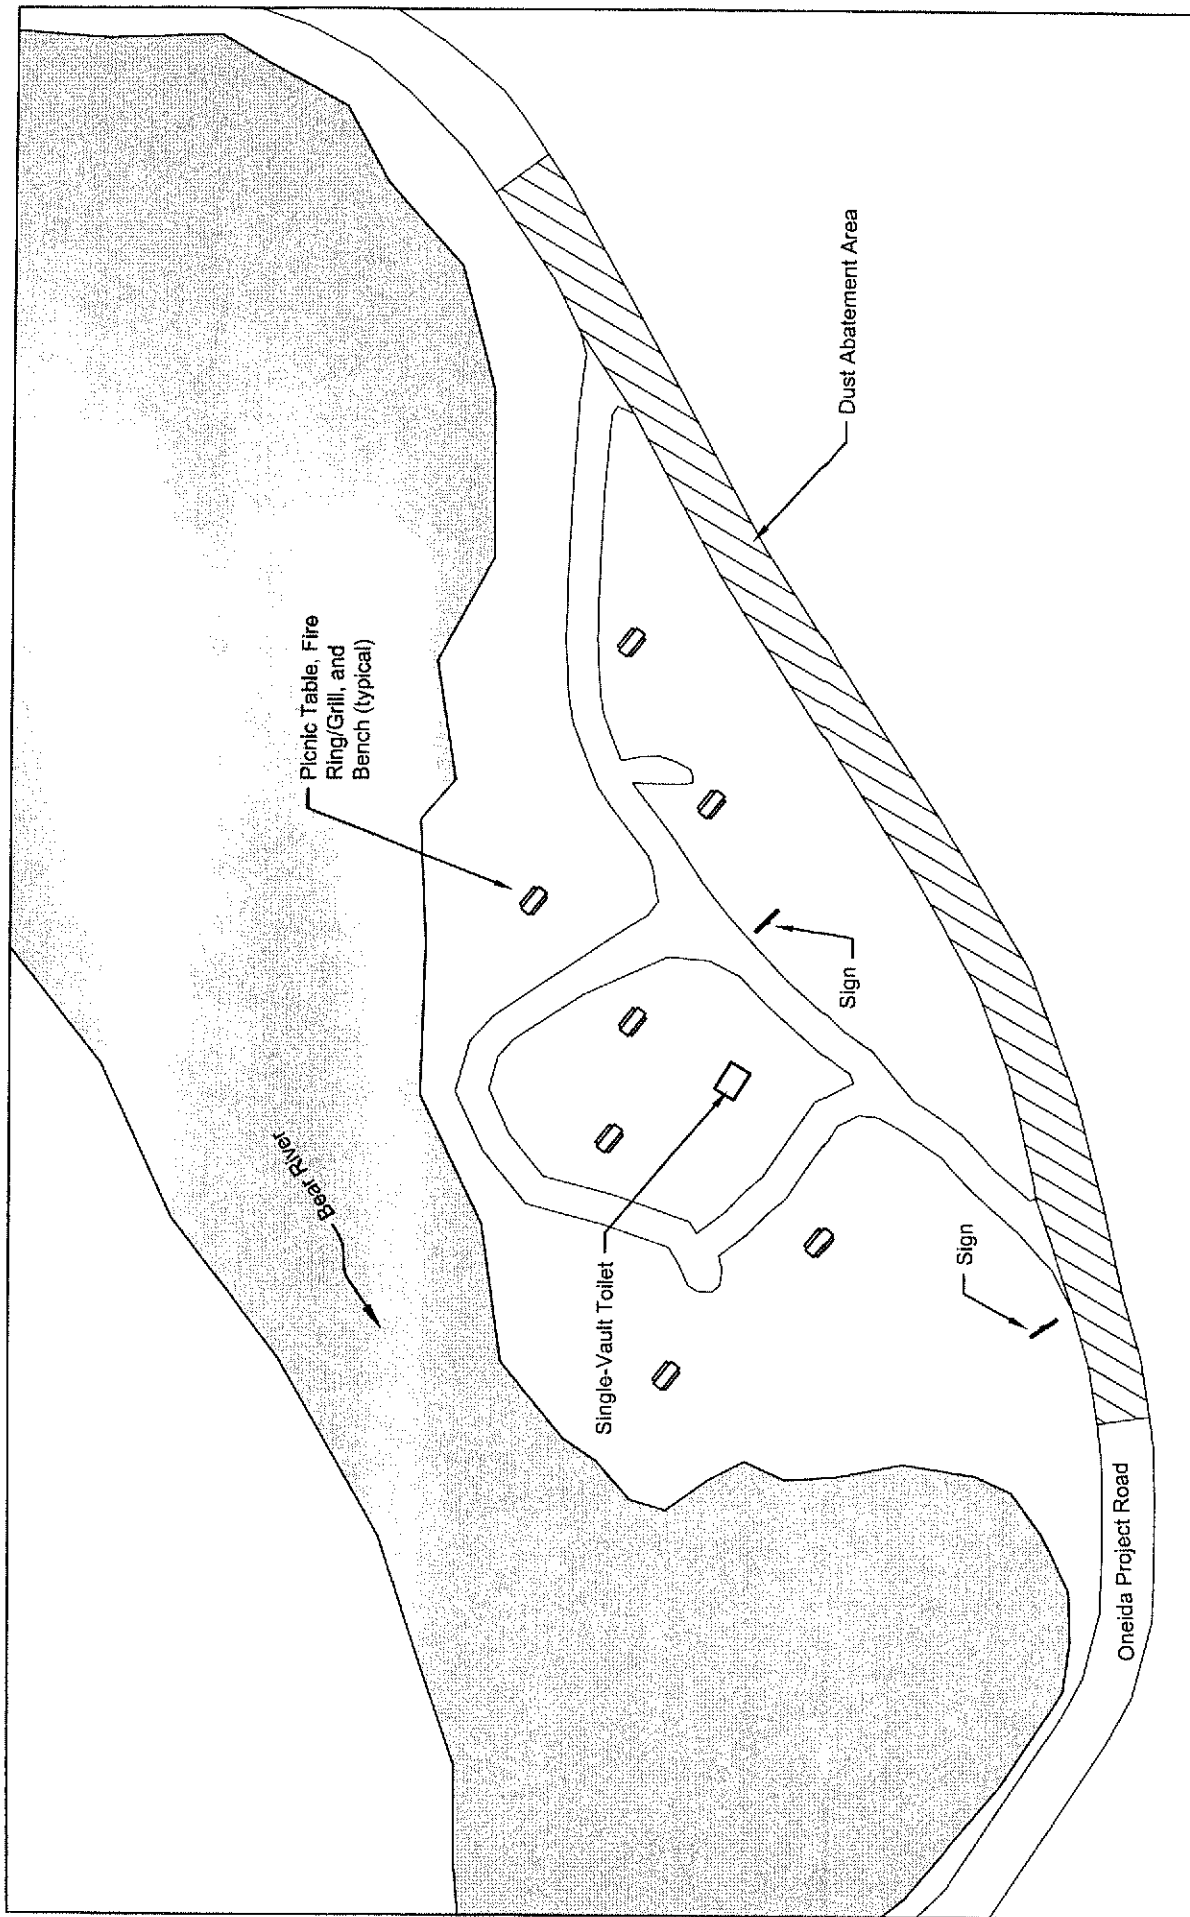 Bear River
Picnic Table, Fire
Ring/Grill, and
Bench (typical)
Single-Vault Toilet
Sign
Dust Abatement Area
Sign
Oneida Project Road